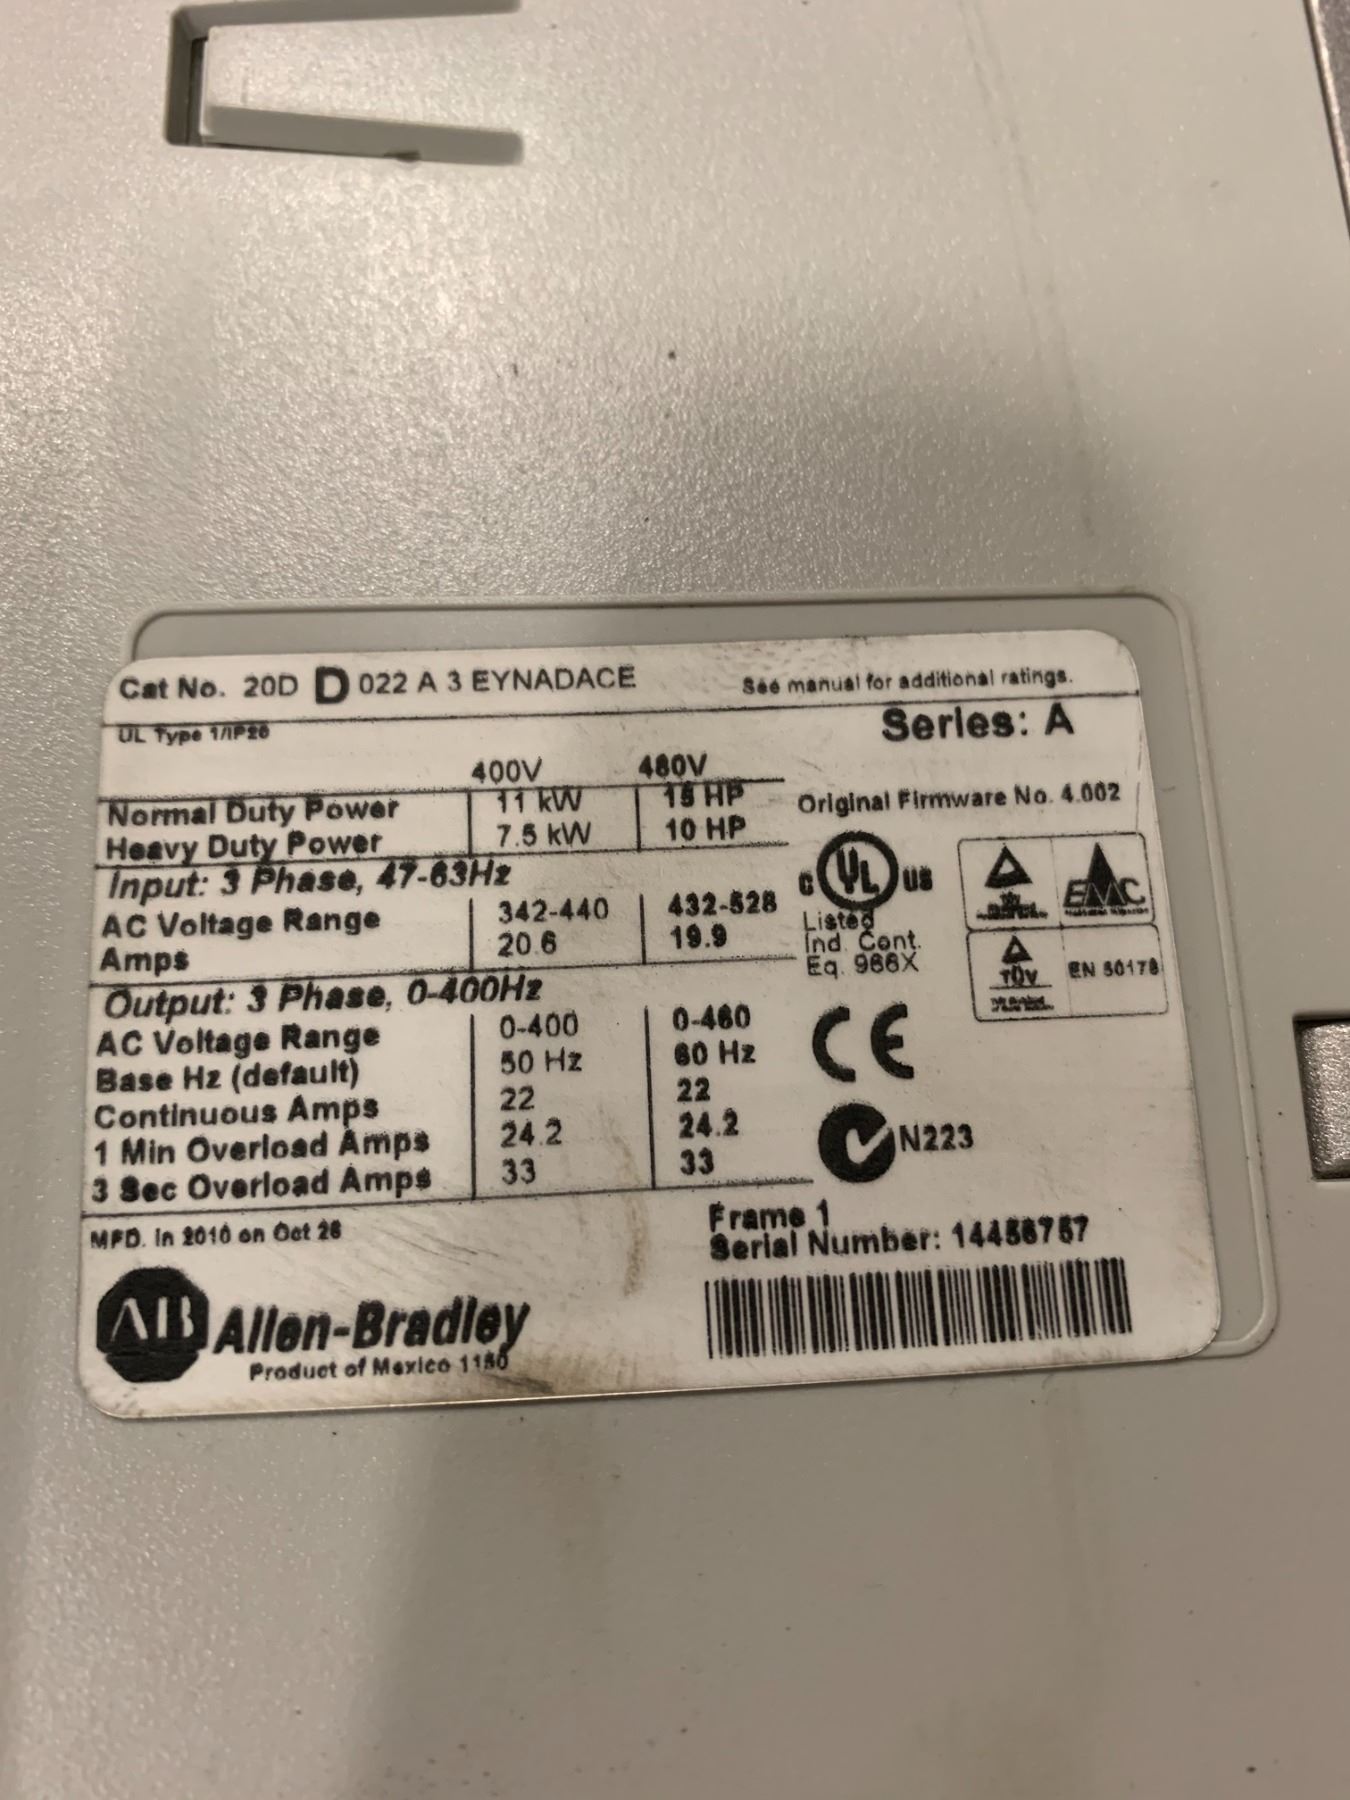 Cat No. 20D D 022 A 3 EYNADACE
See manual for additional ratings.
UL Type 1/IP20
Series: A
400V 480V
Normal Duty Power 11 kW 15 HP
Original Firmware No. 4.002
Heavy Duty Power 7.5 kW 10 HP
Input: 3 Phase, 47-63Hz
AC Voltage Range 342-440 432-528
Amps 20.6 19.9
C UL US
Listed
Ind. Cont.
Eq. 966X
EMC
TÜV
EN 50178
Output: 3 Phase, 0-400Hz
AC Voltage Range 0-400 0-460
Base Hz (default) 50 Hz 60 Hz
Continuous Amps 22 22
1 Min Overload Amps 24.2 24.2
3 Sec Overload Amps 33 33
CE
N223
MFD. in 2010 on Oct
Frame 1
Serial Number:
AB Allen-Bradley
Product of Mexico